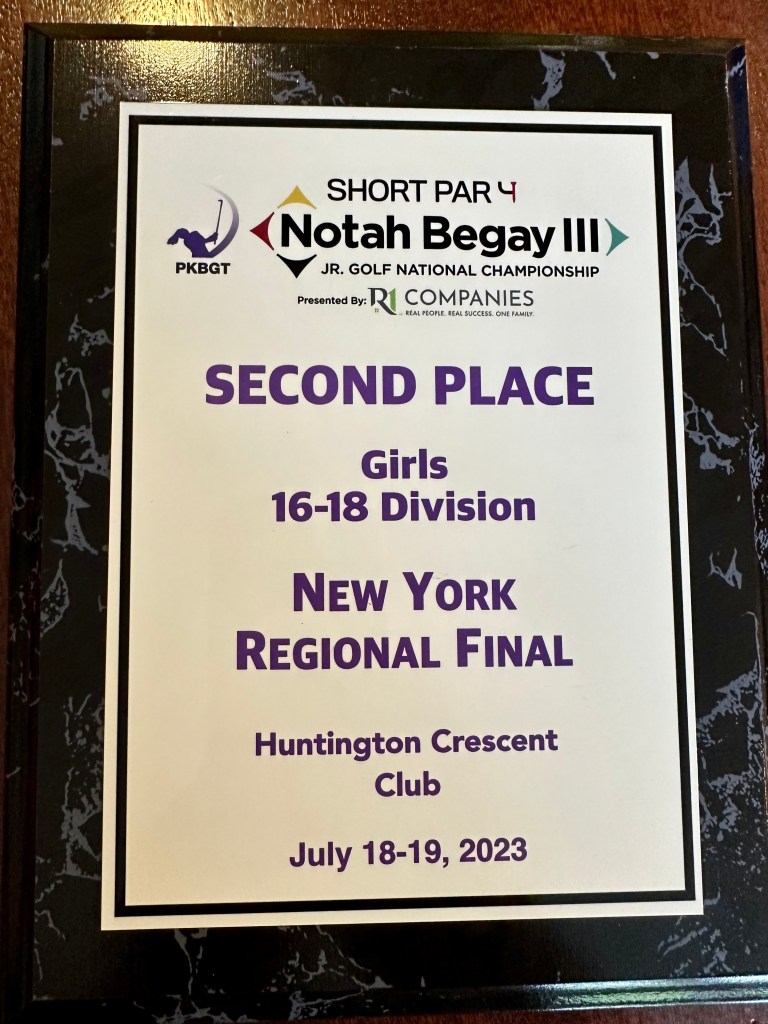 SHORT PAR 4
PKBGT
Notah Begay III
JR. GOLF NATIONAL CHAMPIONSHIP
Presented By: R1 COMPANIES
REAL PEOPLE. REAL SUCCESS. ONE FAMILY.
SECOND PLACE
Girls
16-18 Division
NEW YORK
REGIONAL FINAL
Huntington Crescent
Club
July 18-19, 2023